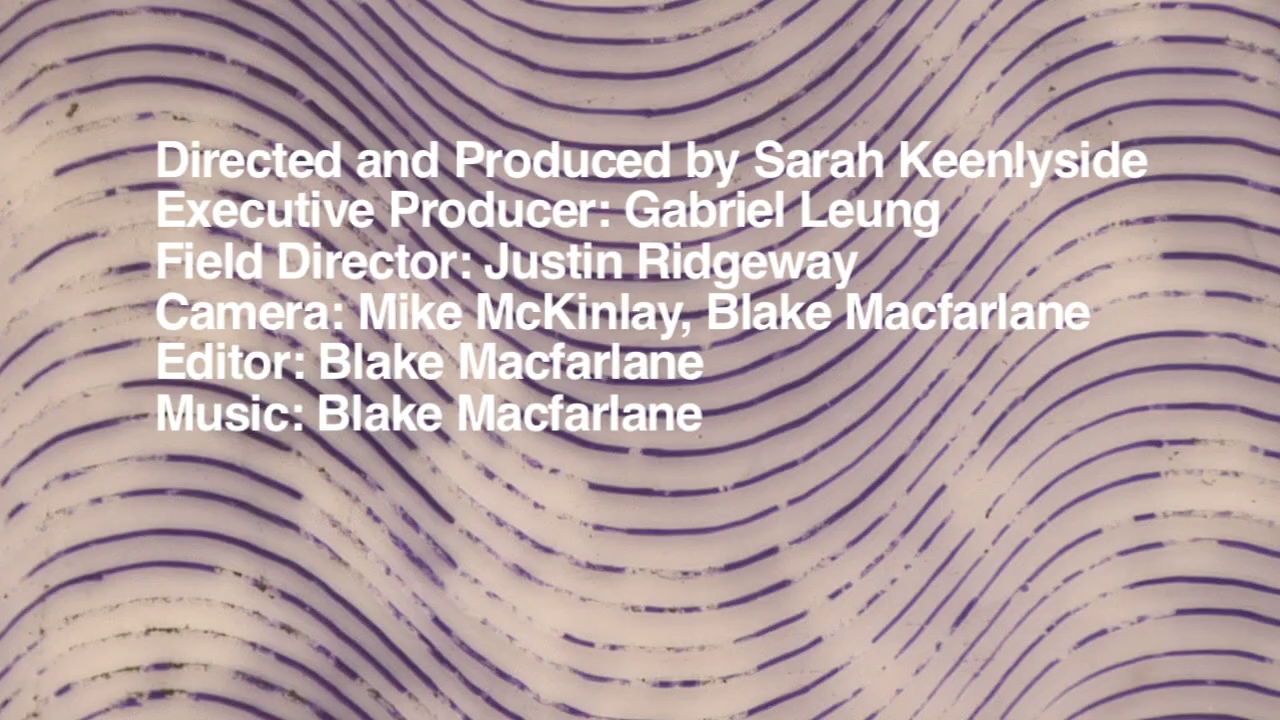 Directed and Produced by Sarah Keenlyside
Executive Producer: Gabriel Leung
Field Director: Justin Ridgeway
Camera: Mike McKinlay, Blake Macfarlane
Editor: Blake Macfarlane
Music: Blake Macfarlane